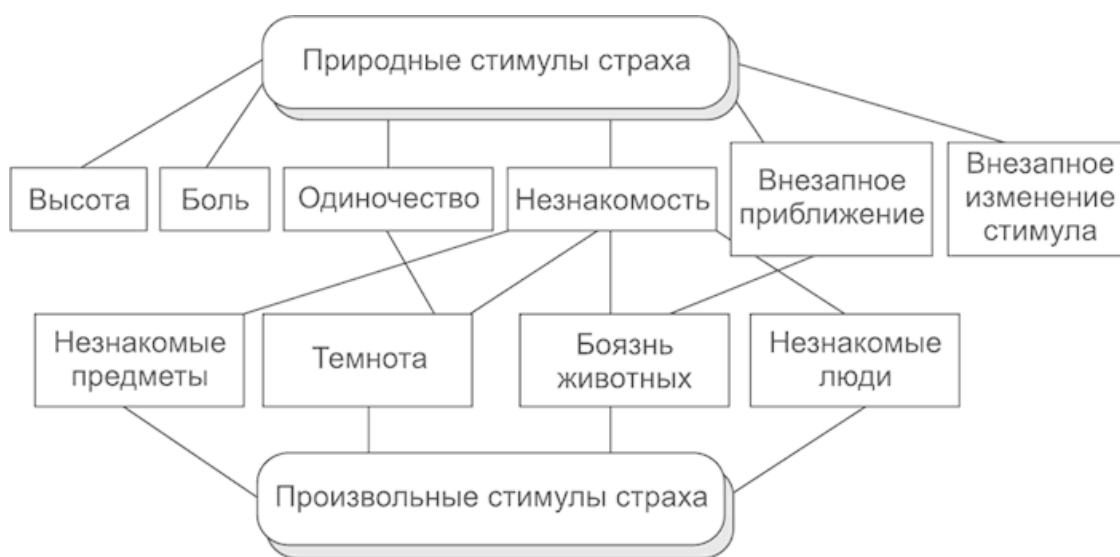 Природные стимулы страха
Высота
Боль
Одиночество
Незнакомость
Внезапное
приближение
Внезапное
изменение
стимула
Незнакомые
предметы
Темнота
Боязнь
животных
Незнакомые
люди
Произвольные стимулы страха